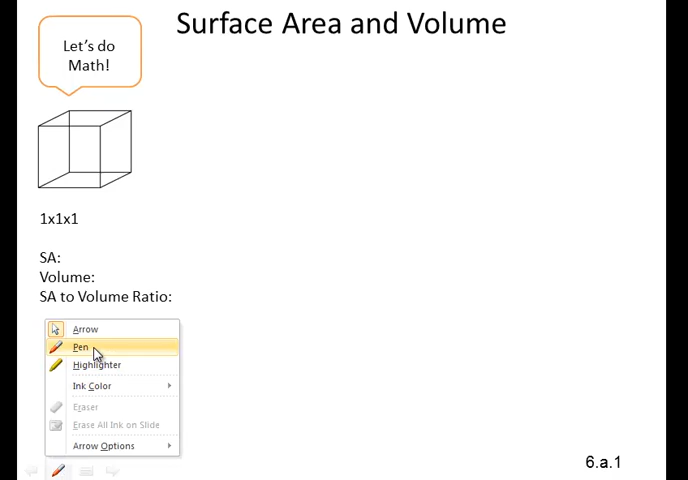 Surface Area and Volume
Let's do
Math!
1x1x1
SA:
Volume:
SA to Volume Ratio:
Arrow
Pen
Highlighter
Ink Color
Eraser
Erase All Ink on Slide
Arrow Options
6.a.1